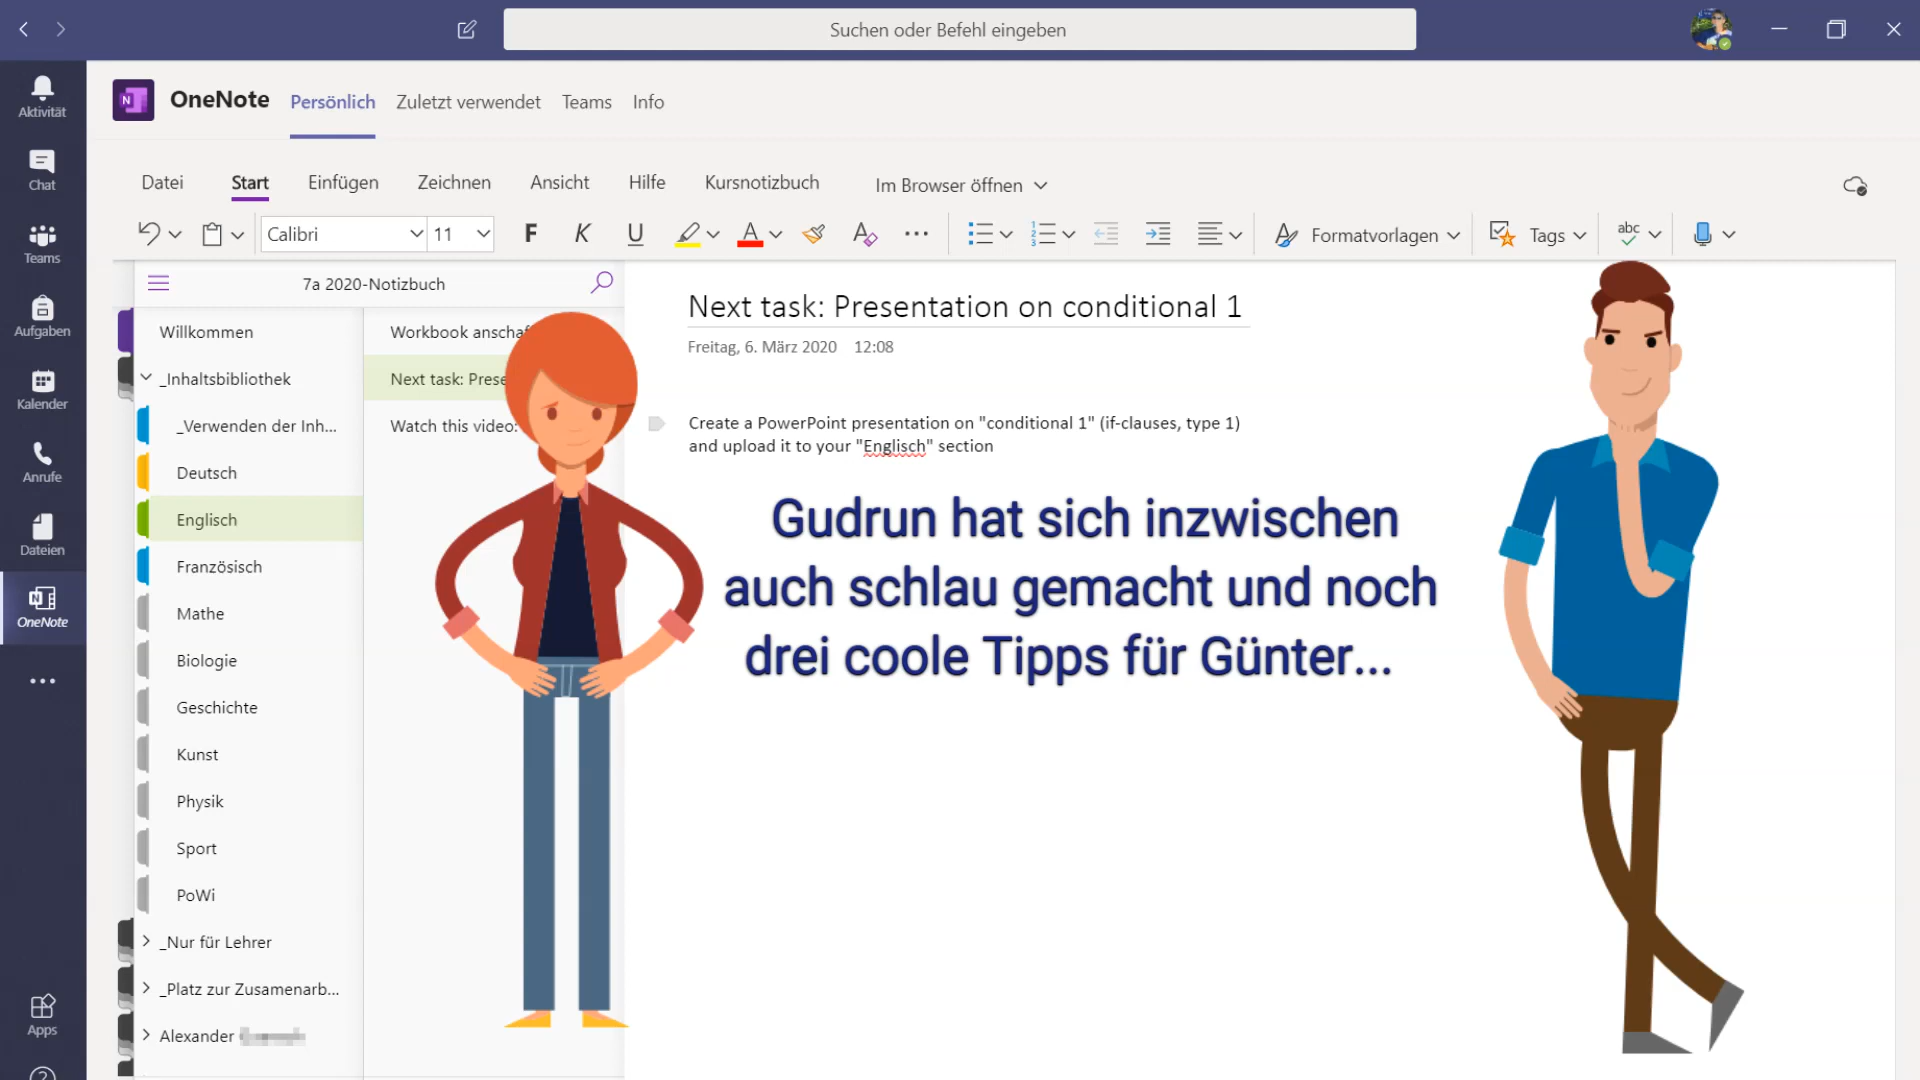 Suchen oder Befehl eingeben
Aktivität
Chat
Teams
Aufgaben
Kalender
Anrufe
Dateien
OneNote
Apps
OneNote Persönlich Zuletzt verwendet Teams Info
Datei Start Einfügen Zeichnen Ansicht Hilfe Kursnotizbuch Im Browser öffnen
Calibri 11 F K U A A Formatvorlagen Tags abc
7a 2020-Notizbuch
Willkommen
_Inhaltsbibliothek
_Verwenden der Inh...
Deutsch
Englisch
Französisch
Mathe
Biologie
Geschichte
Kunst
Physik
Sport
PoWi
_Nur für Lehrer
_Platz zur Zusamenarb...
Alexander
Workbook anschaf
Next task: Prese
Watch this video:
Next task: Presentation on conditional 1
Freitag, 6. März 2020 12:08
Create a PowerPoint presentation on "conditional 1" (if-clauses, type 1)
and upload it to your "Englisch" section
Gudrun hat sich inzwischen
auch schlau gemacht und noch
drei coole Tipps für Günter...